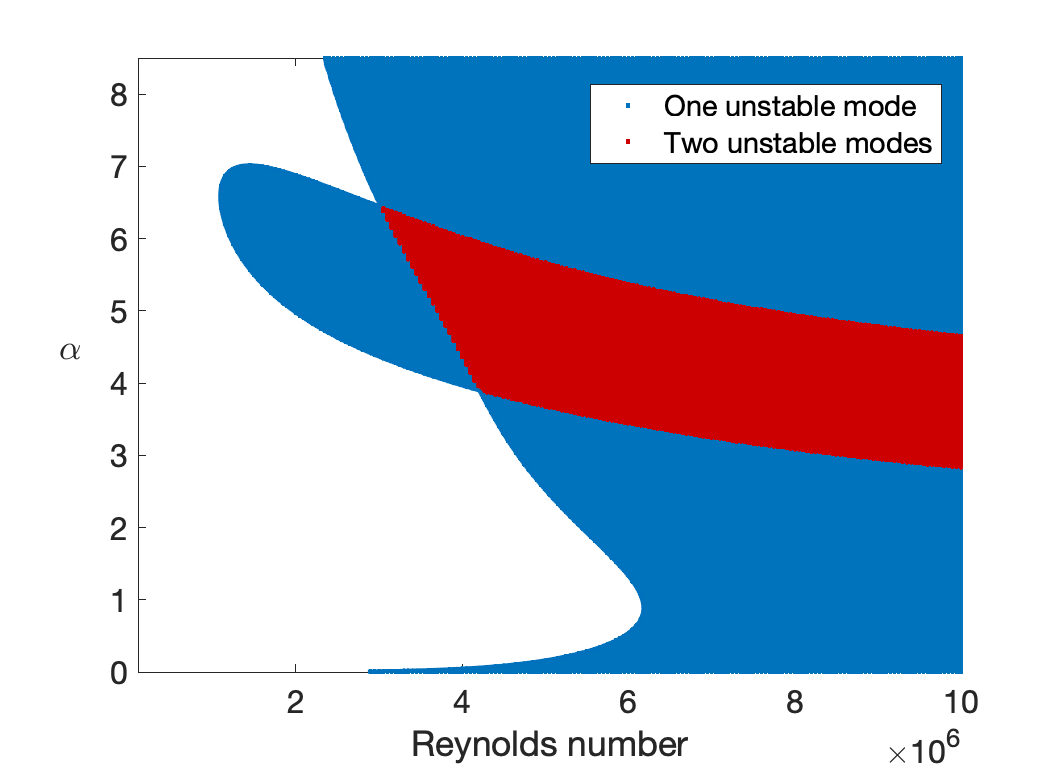 8
7
6
5
4
3
2
1
0
α
One unstable mode
Two unstable modes
2 4 6 8 10
Reynolds number
×10⁶